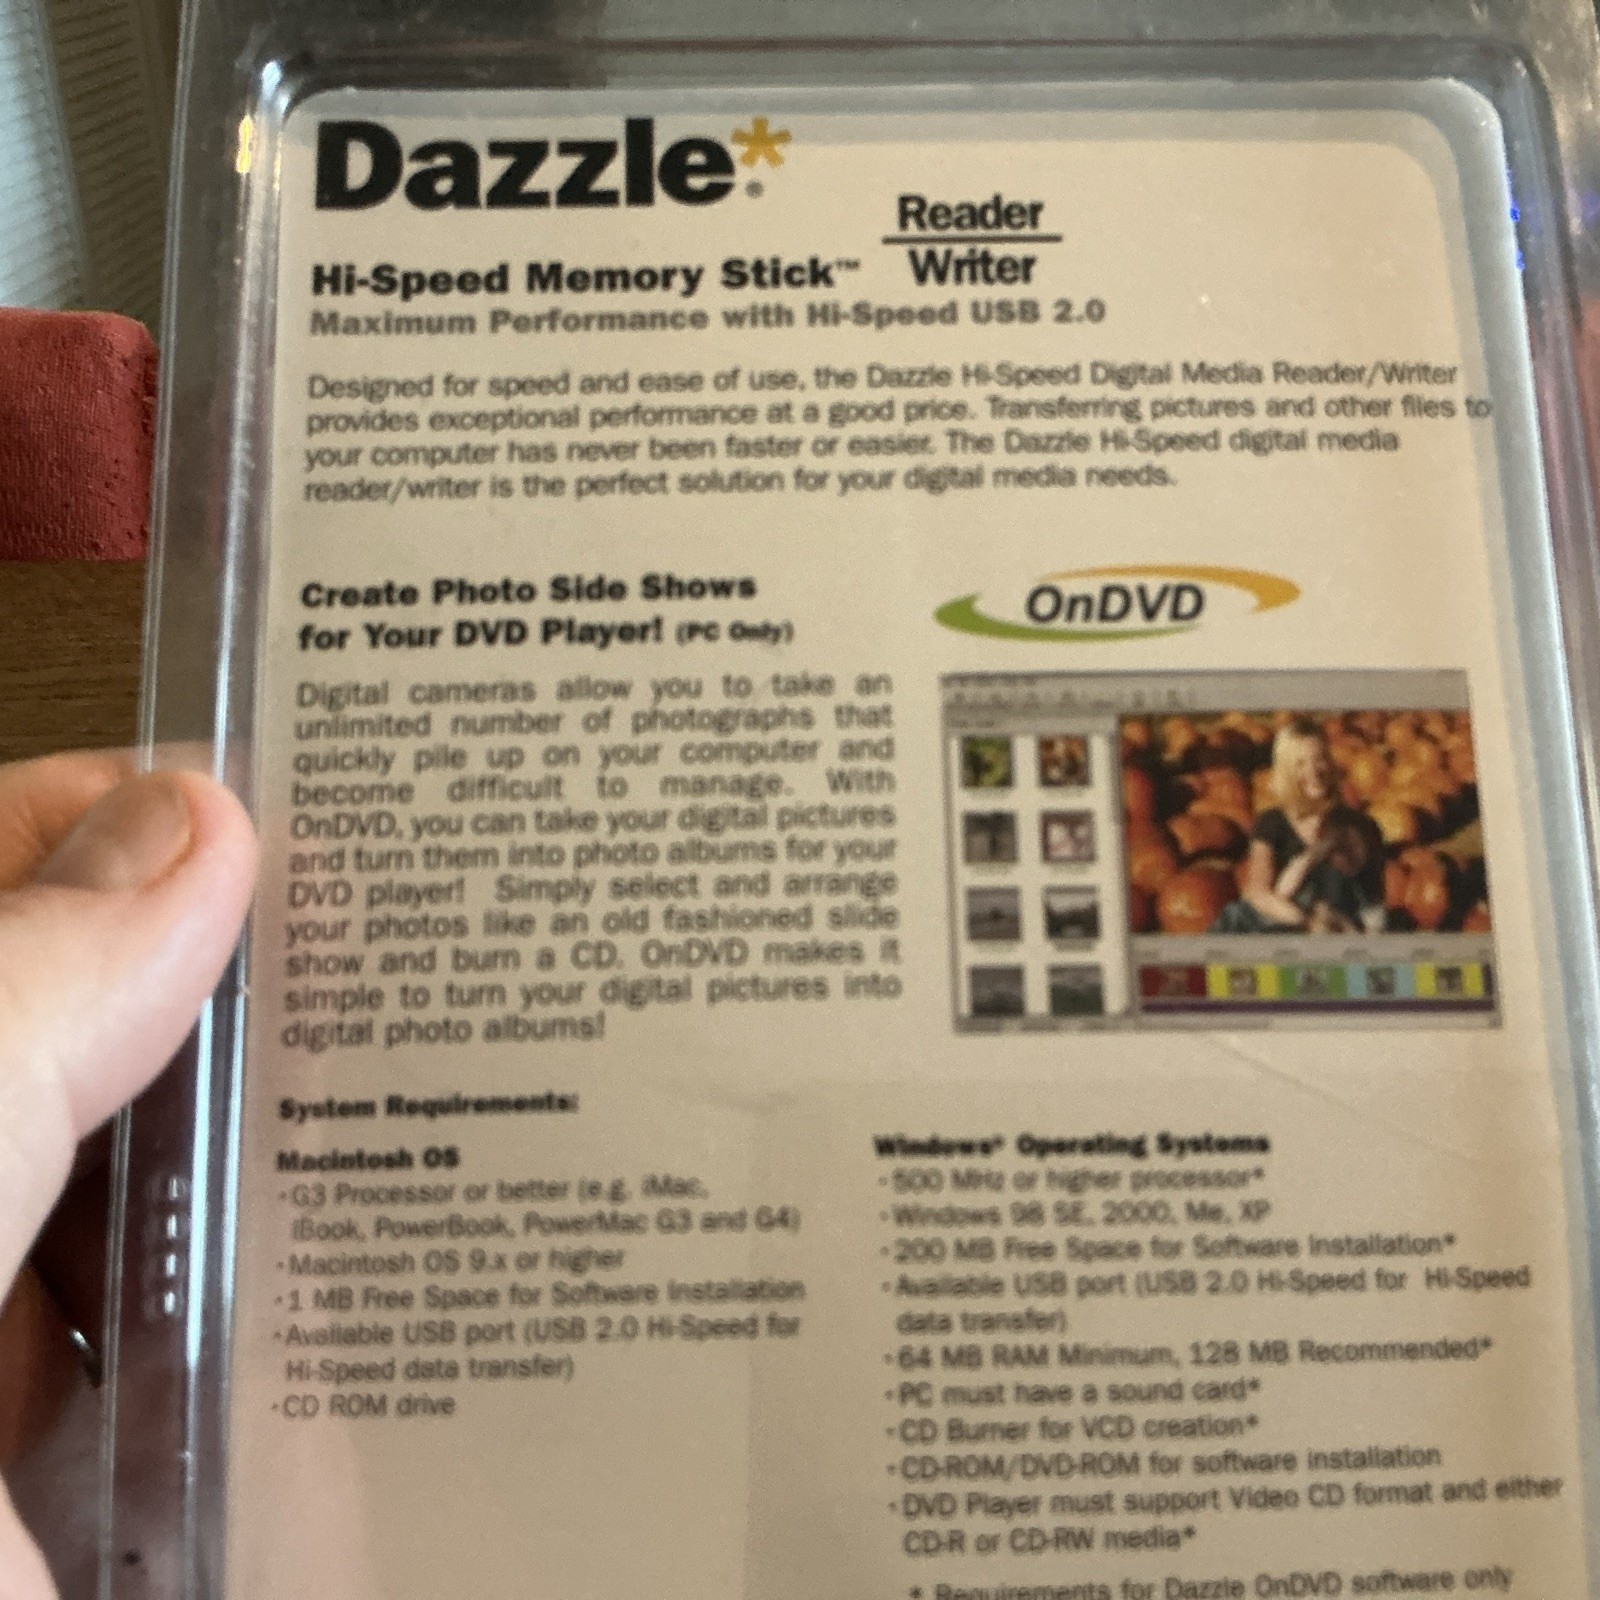 Dazzle*®
Reader
Writer
Hi-Speed Memory Stick™
Maximum Performance with Hi-Speed USB 2.0
Designed for speed and ease of use, the Dazzle Hi-Speed Digital Media Reader/Writer
provides exceptional performance at a good price. Transferring pictures and other files to
your computer has never been faster or easier. The Dazzle Hi-Speed digital media
reader/writer is the perfect solution for your digital media needs.
Create Photo Side Shows
for Your DVD Player! (PC Only)
OnDVD
Digital cameras allow you to take an
unlimited number of photographs that
quickly pile up on your computer and
become difficult to manage. With
OnDVD, you can take your digital pictures
and turn them into photo albums for your
DVD player! Simply select and arrange
your photos like an old fashioned slide
show and burn a CD. OnDVD makes it
simple to turn your digital pictures into
digital photo albums!
System Requirements:
Macintosh OS
·G3 Processor or better (e.g. iMac,
iBook, PowerBook, PowerMac G3 and G4)
·Macintosh OS 9.x or higher
·1 MB Free Space for Software Installation
·Available USB port (USB 2.0 Hi-Speed for
Hi-Speed data transfer)
·CD ROM drive
Windows® Operating Systems
·500 MHz or higher processor*
·Windows 98 SE, 2000, Me, XP
·200 MB Free Space for Software Installation*
·Available USB port (USB 2.0 Hi-Speed for Hi-Speed
data transfer)
·64 MB RAM Minimum, 128 MB Recommended*
·PC must have a sound card*
·CD Burner for VCD creation*
·CD-ROM/DVD-ROM for software installation
·DVD Player must support Video CD format and either
CD-R or CD-RW media*
* Requirements for Dazzle OnDVD software only